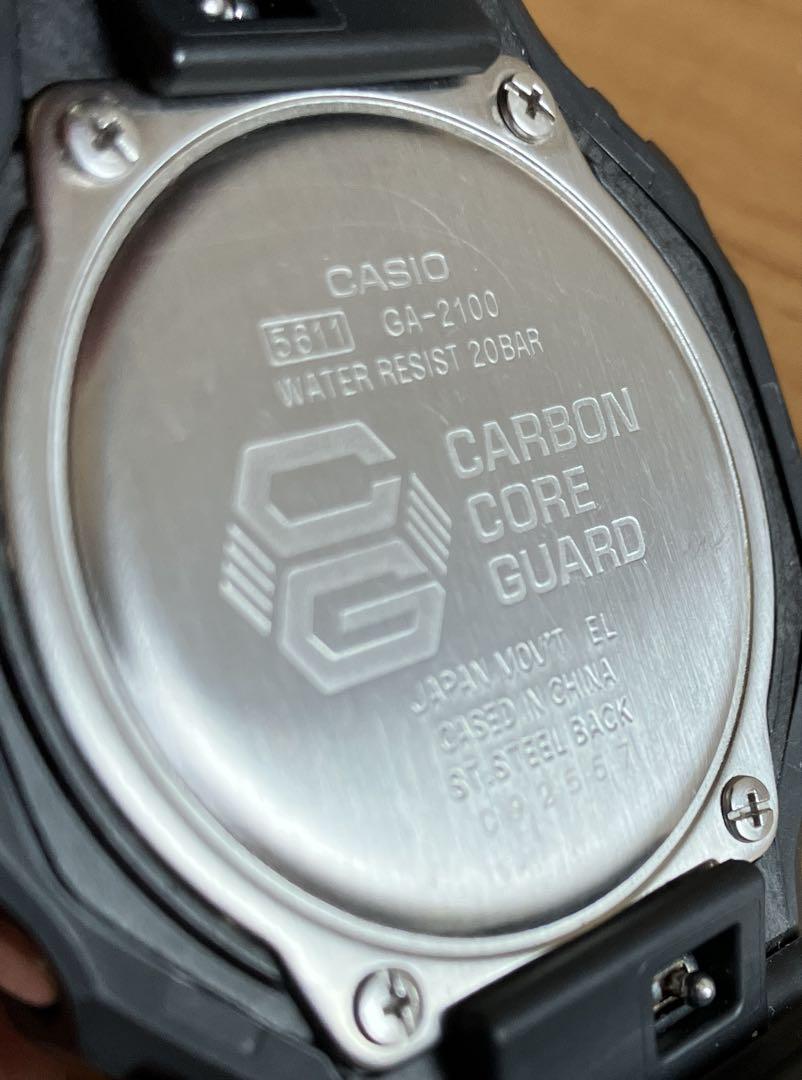 CASIO
5611 GA-2100
WATER RESIST 20BAR
CG
CARBON
CORE
GUARD
JAPAN MOV'T EL
CASED IN CHINA
ST.STEEL BACK